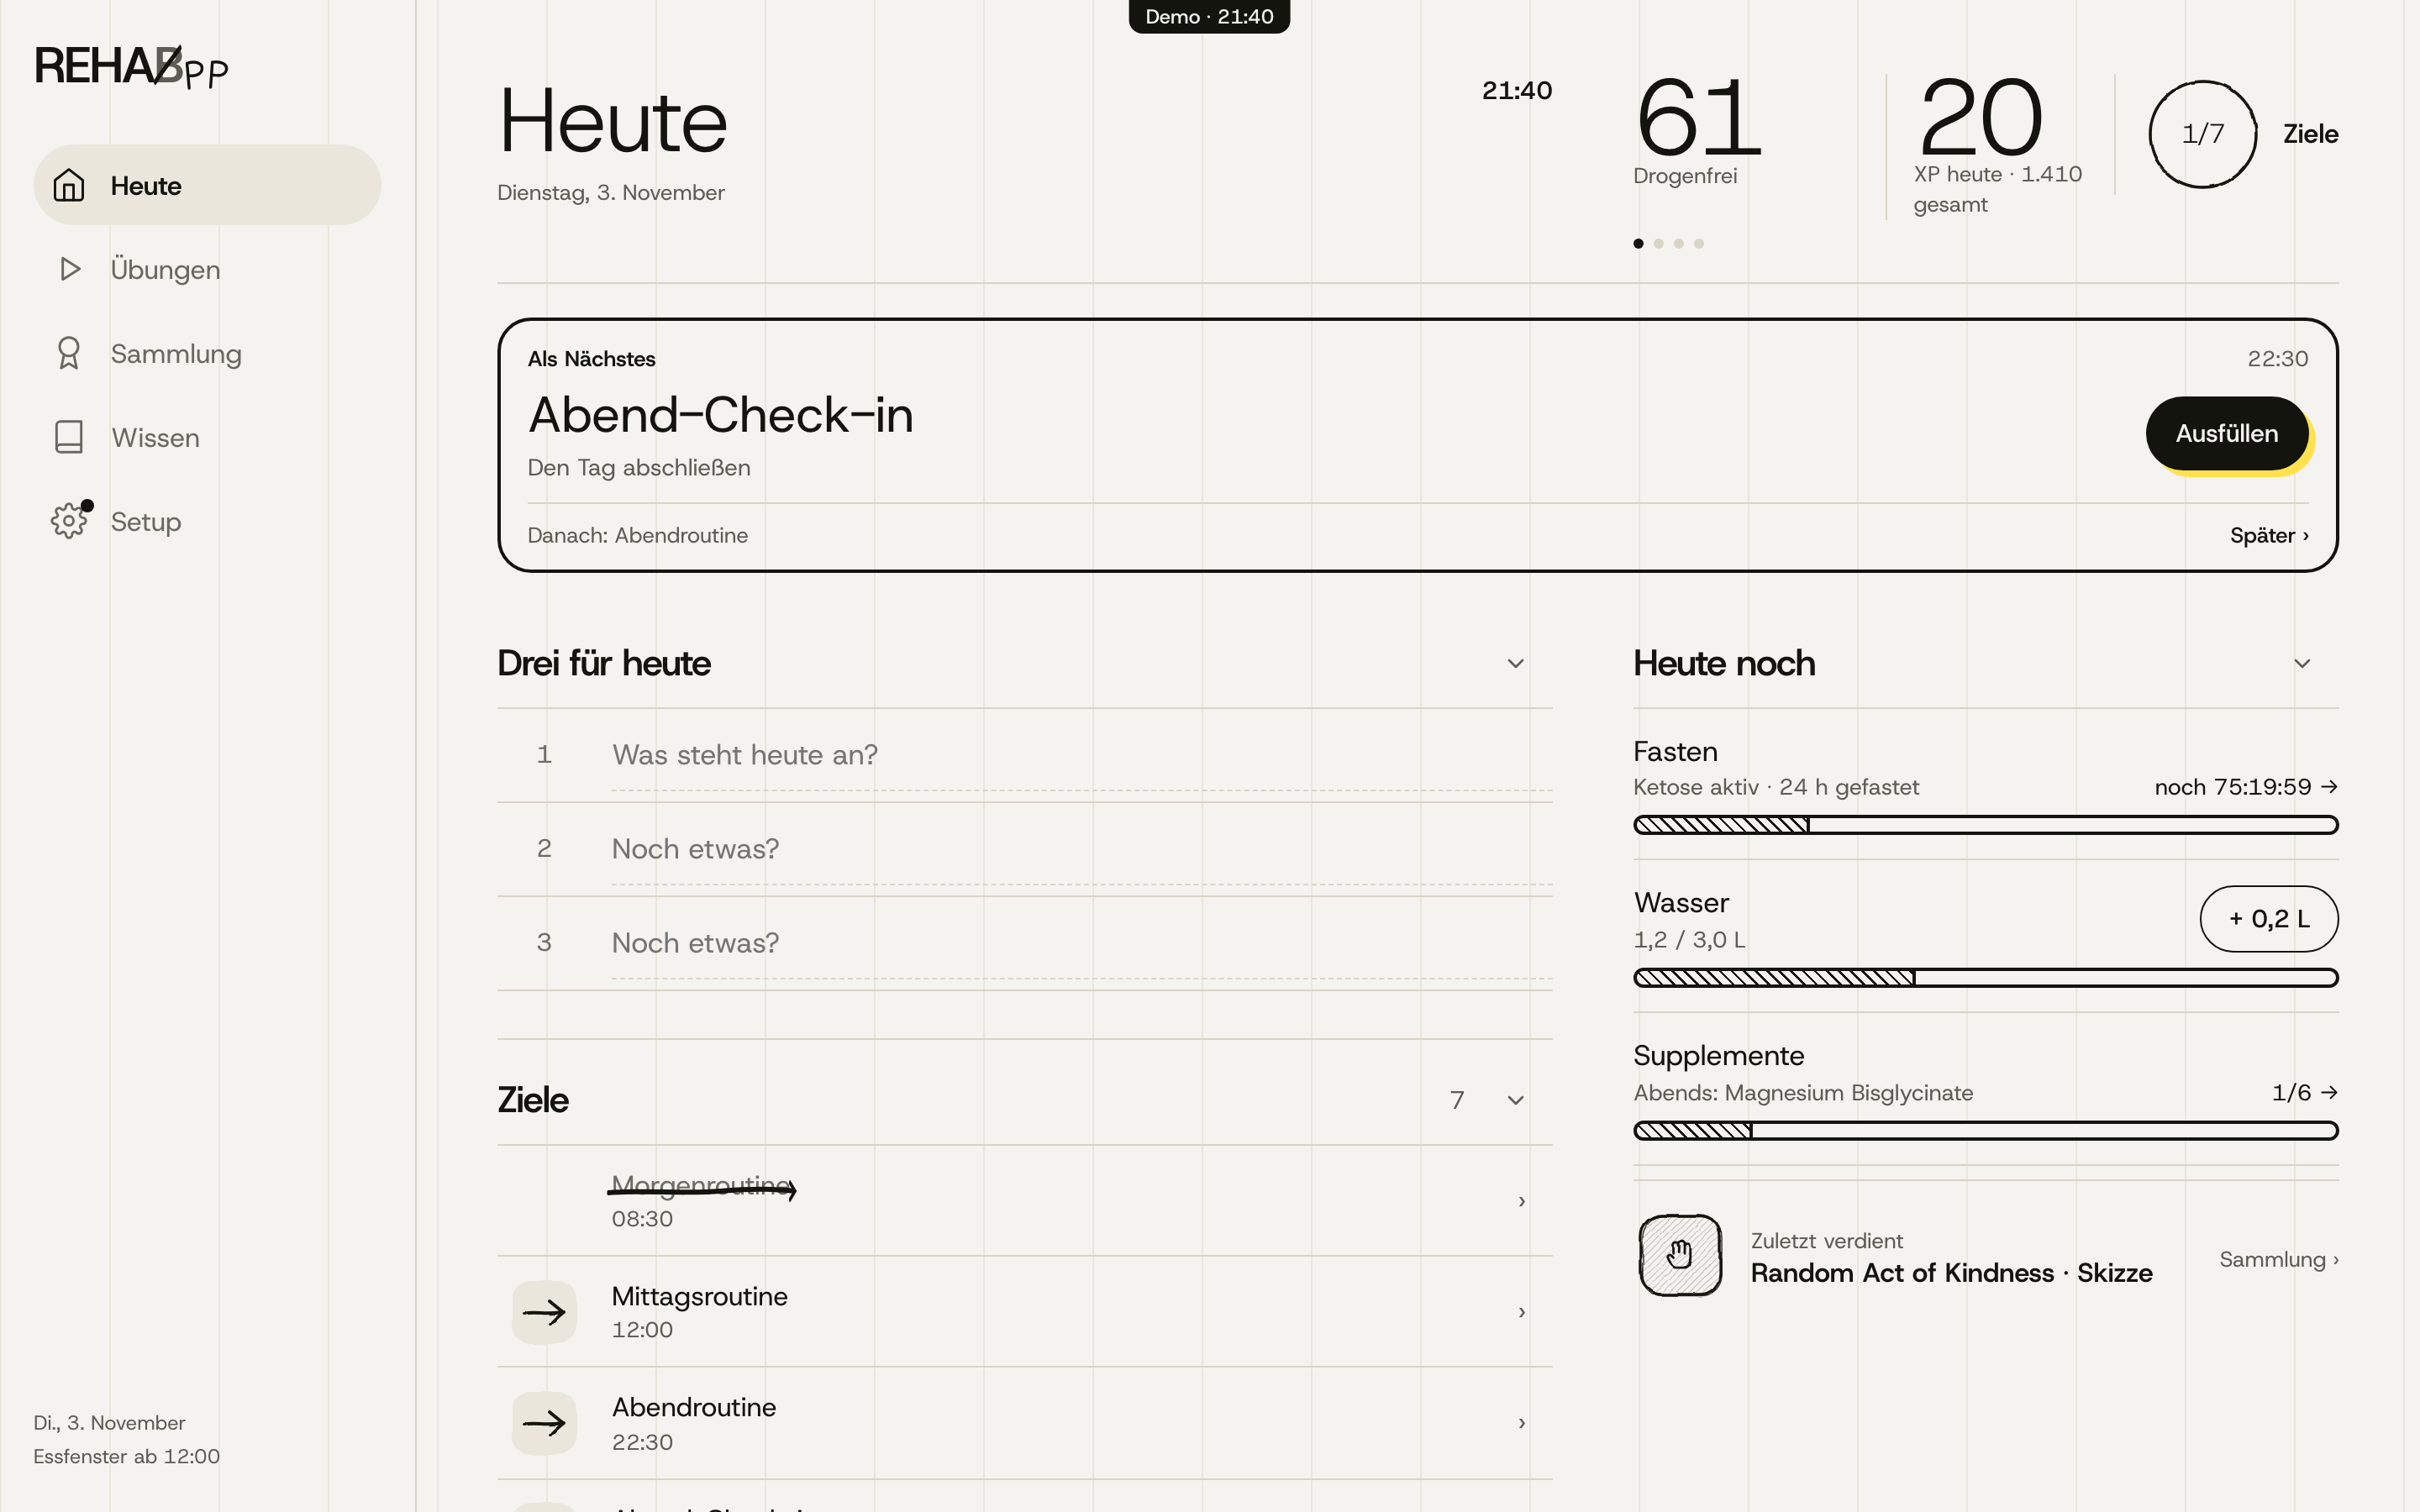 Demo · 21:40
REHABPP
Heute
Übungen
Sammlung
Wissen
Setup
Di., 3. November
Essfenster ab 12:00
Heute
21:40
Dienstag, 3. November
61
Drogenfrei
20
XP heute · 1.410
gesamt
1/7
Ziele
Als Nächstes
22:30
Abend-Check-in
Den Tag abschließen
Ausfüllen
Danach: Abendroutine
Später ›
Drei für heute
1 Was steht heute an?
2 Noch etwas?
3 Noch etwas?
Ziele
7
Morgenroutine
08:30
Mittagsroutine
12:00
Abendroutine
22:30
Heute noch
Fasten
Ketose aktiv · 24 h gefastet
noch 75:19:59 →
Wasser
1,2 / 3,0 L
+ 0,2 L
Supplemente
Abends: Magnesium Bisglycinate
1/6 →
Zuletzt verdient
Random Act of Kindness · Skizze
Sammlung ›